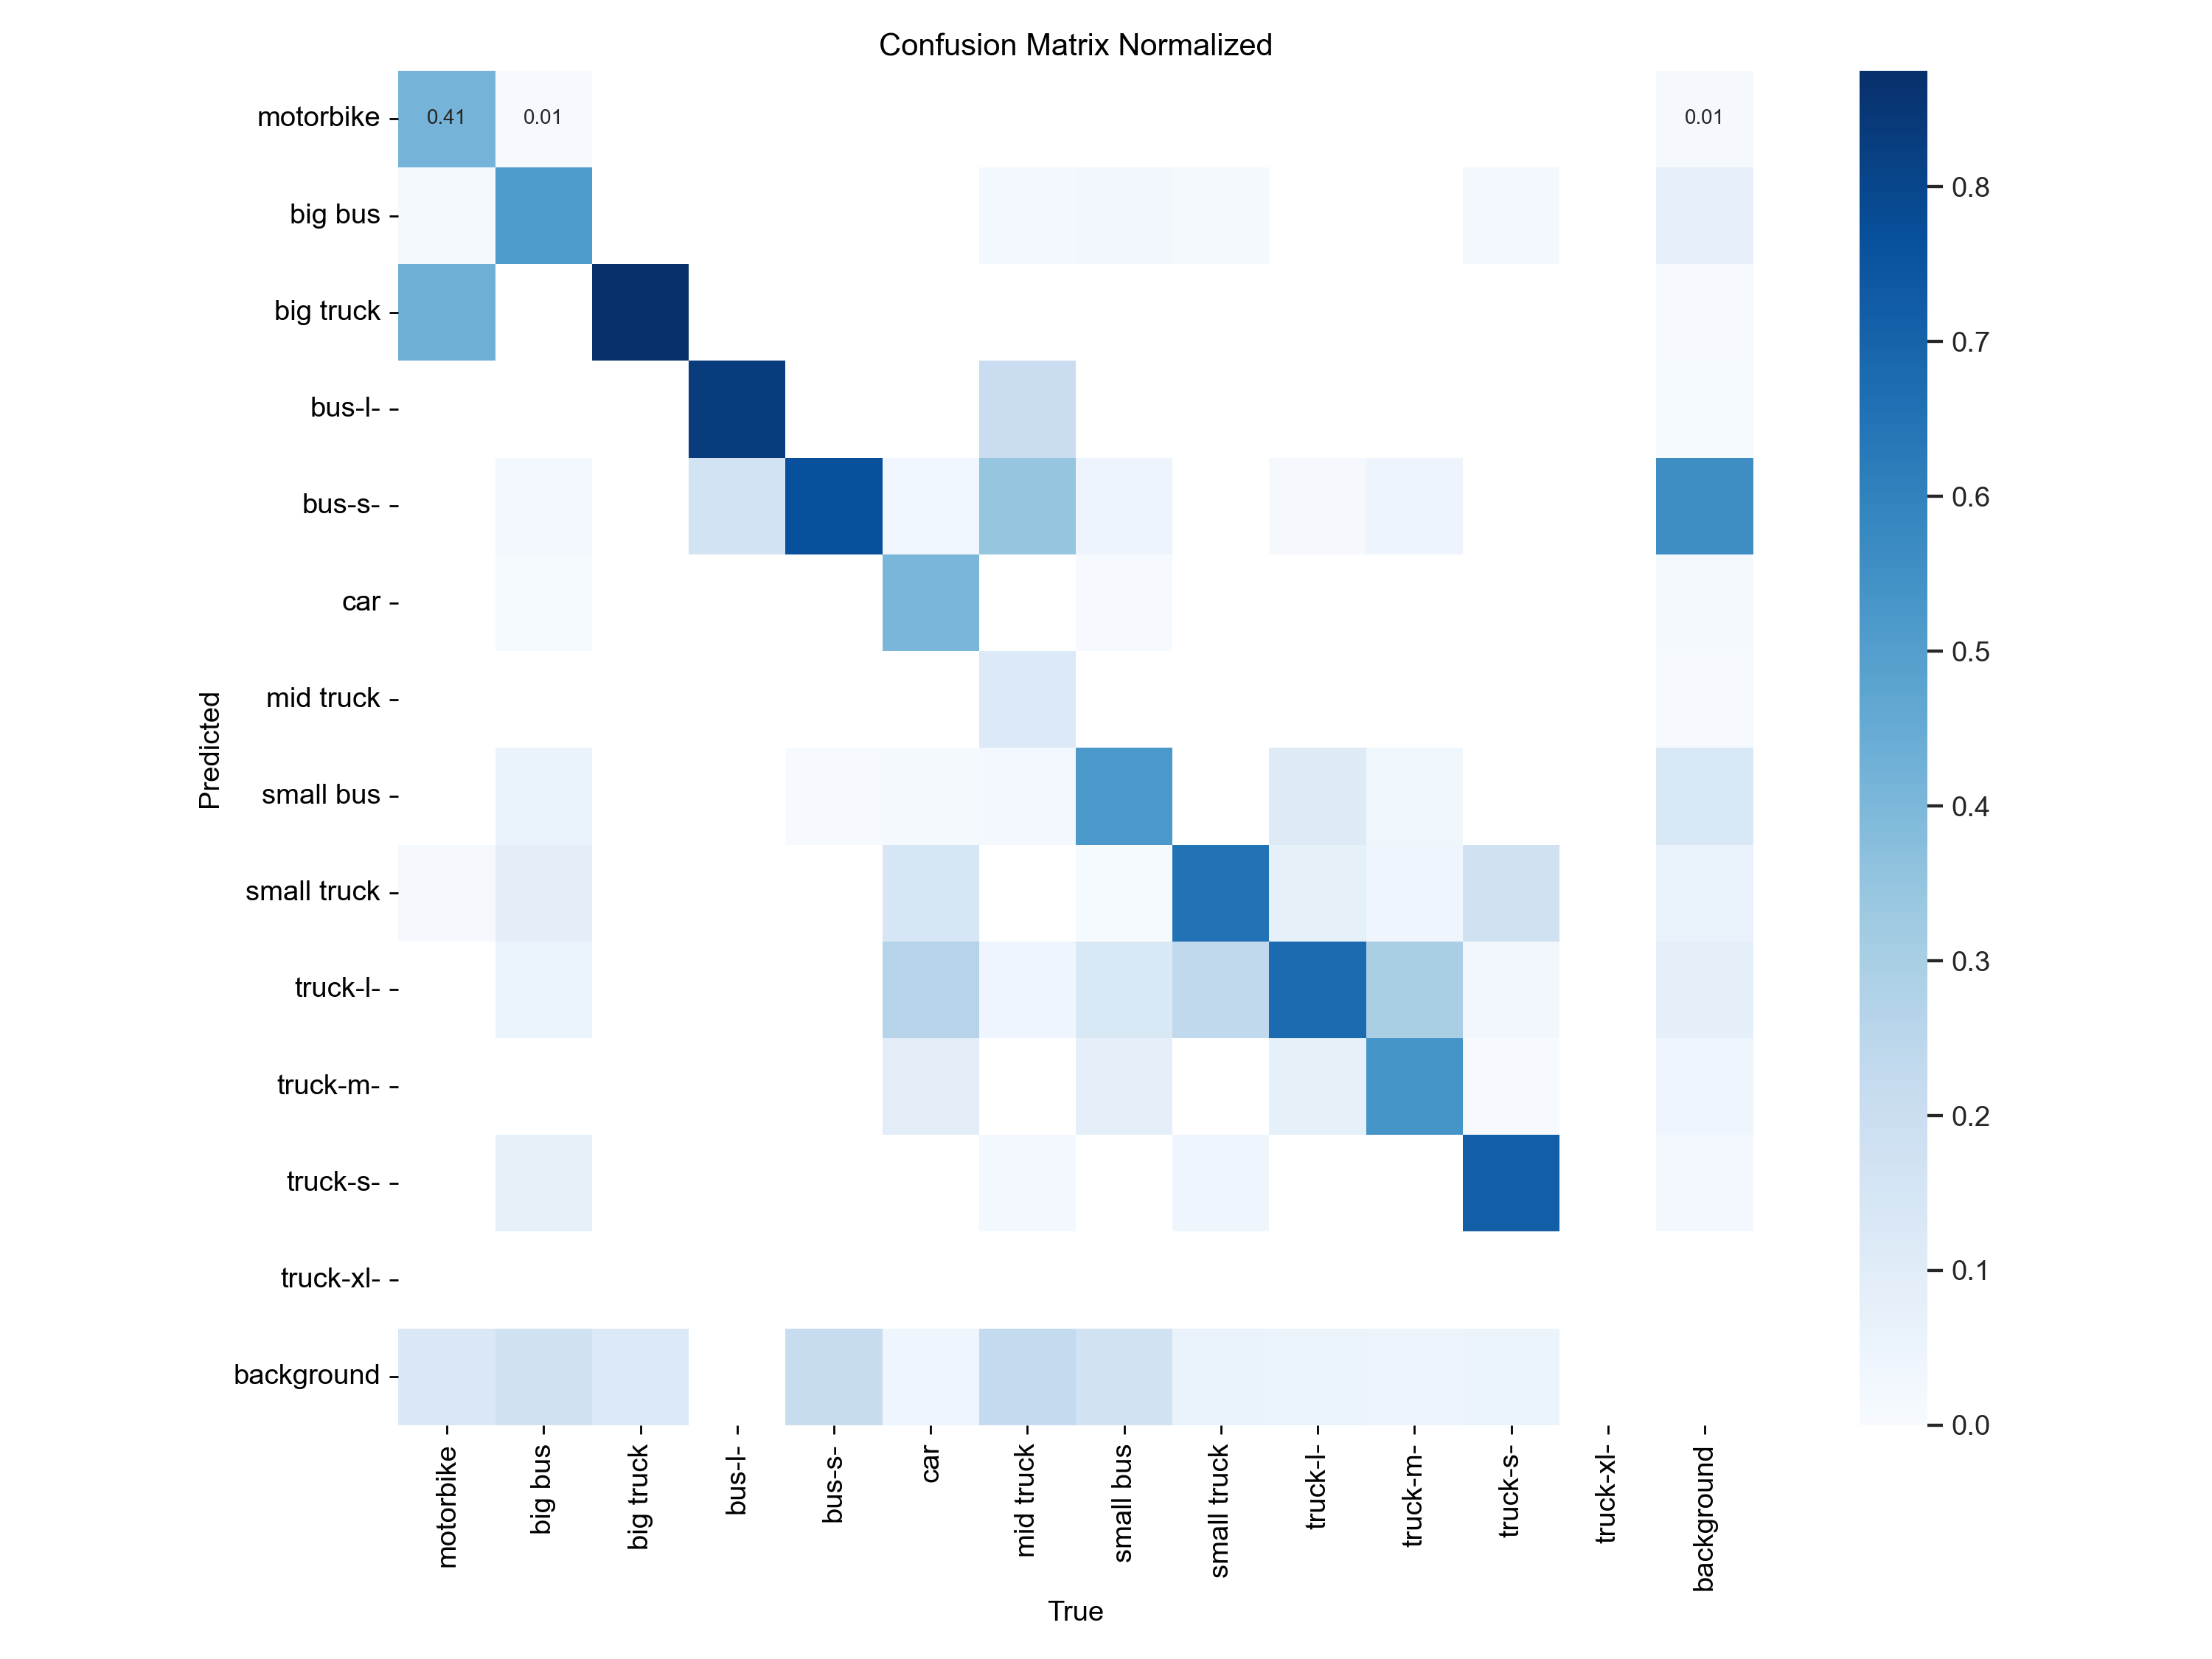 Confusion Matrix Normalized
motorbike
0.41
0.01
0.01
big bus
big truck
bus-l-
bus-s-
car
mid truck
small bus
small truck
truck-l-
truck-m-
truck-s-
truck-xl-
background
Predicted
motorbike
big bus
big truck
bus-l-
bus-s-
car
mid truck
small bus
small truck
truck-l-
truck-m-
truck-s-
truck-xl-
background
True
0.8
0.7
0.6
0.5
0.4
0.3
0.2
0.1
0.0